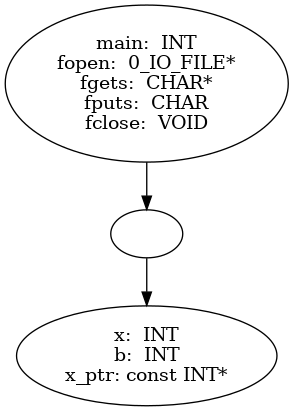 main:  INT
fopen:  0_IO_FILE*
fgets:  CHAR*
fputs:  CHAR
fclose:  VOID
x:  INT
b:  INT
x_ptr: const INT*